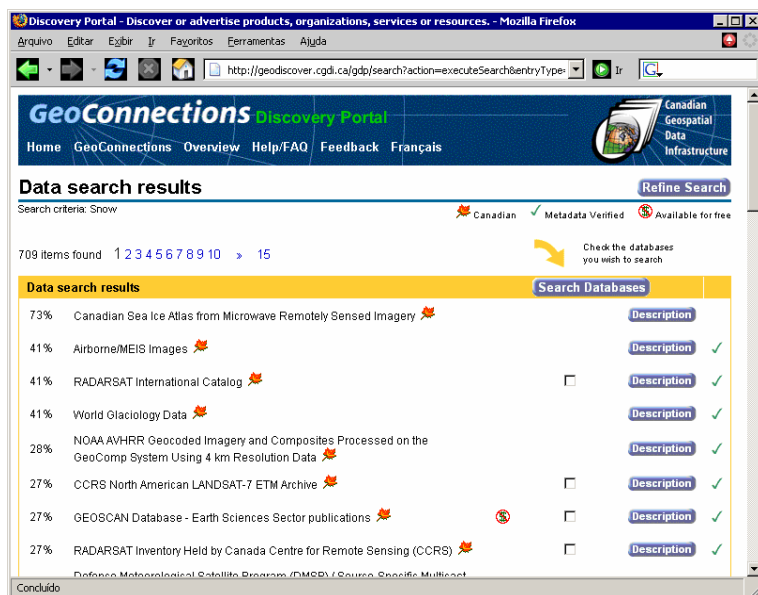 Discovery Portal - Discover or advertise products, organizations, services or resources. - Mozilla Firefox
Arquivo Editar Exibir Ir Favoritos Ferramentas Ajuda
http://geodiscover.cgdi.ca/gdp/search?action=executeSearch&entryType= Ir G
GeoConnections Discovery Portal
Home GeoConnections Overview Help/FAQ Feedback Français
Canadian
Geospatial
Data
Infrastructure
Data search results Refine Search
Search criteria: Snow Canadian Metadata Verified Available for free
709 items found 1 2 3 4 5 6 7 8 9 10 » 15
Check the databases
you wish to search
Data search results Search Databases
73% Canadian Sea Ice Atlas from Microwave Remotely Sensed Imagery Description
41% Airborne/MEIS Images Description
41% RADARSAT International Catalog Description
41% World Glaciology Data Description
28% NOAA AVHRR Geocoded Imagery and Composites Processed on the
GeoComp System Using 4 km Resolution Data Description
27% CCRS North American LANDSAT-7 ETM Archive Description
27% GEOSCAN Database - Earth Sciences Sector publications $ Description
27% RADARSAT Inventory Held by Canada Centre for Remote Sensing (CCRS) Description
Defense Meteorological Satellite Program (DMSP) / Source-Specific Multicast
Concluído